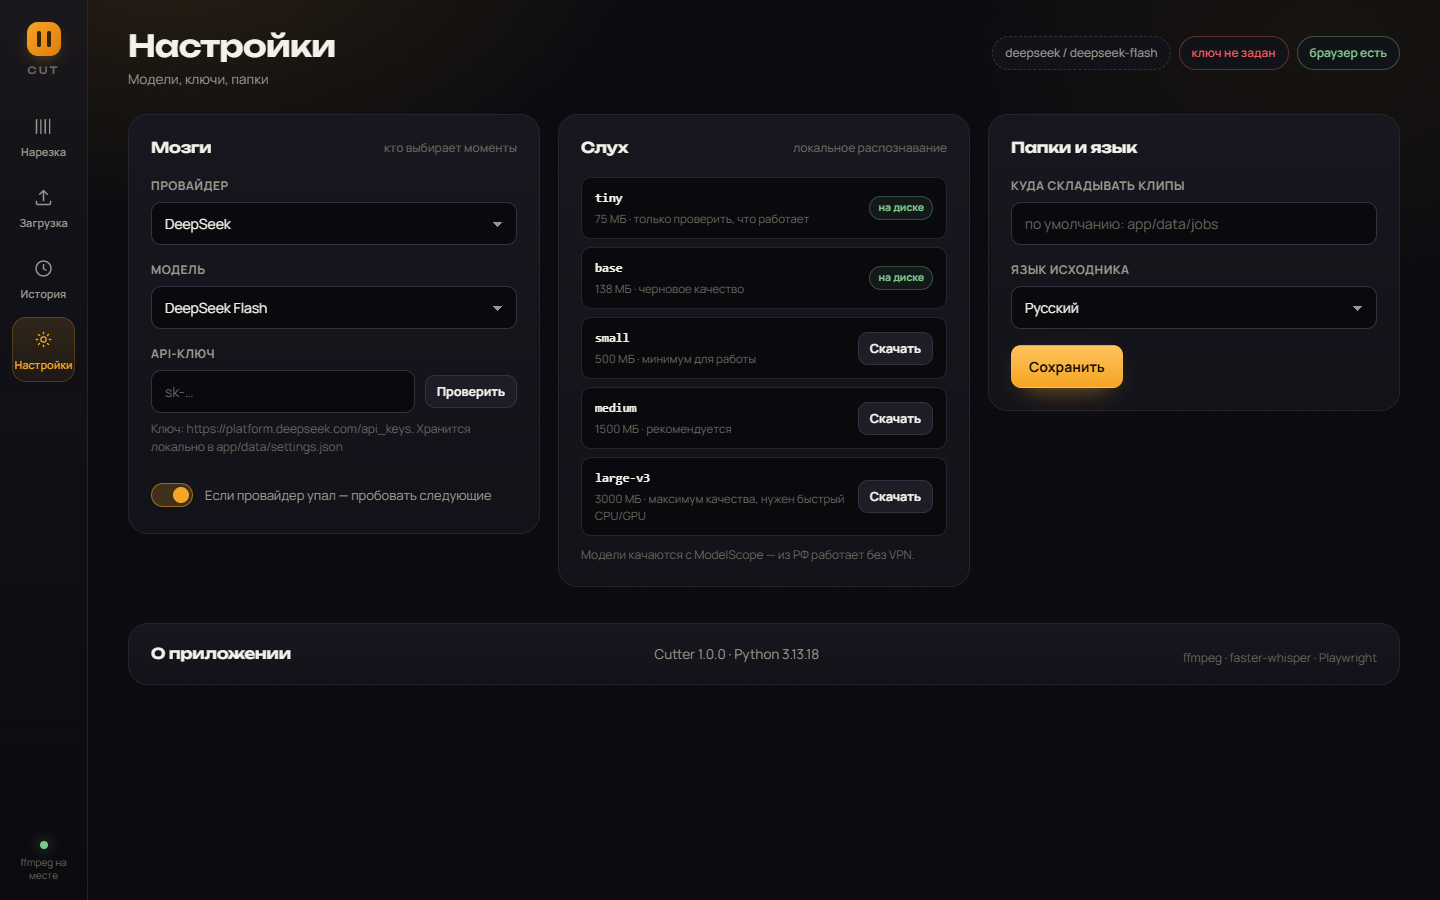 CUT
Нарезка
Загрузка
История
Настройки
ffmpeg на
месте
Настройки
Модели, ключи, папки
deepseek / deepseek-flash
ключ не задан
браузер есть
Мозги
кто выбирает моменты
ПРОВАЙДЕР
DeepSeek
МОДЕЛЬ
DeepSeek Flash
API-КЛЮЧ
sk-...
Проверить
Ключ: https://platform.deepseek.com/api_keys. Хранится
локально в app/data/settings.json
Если провайдер упал — пробовать следующие
Слух
локальное распознавание
tiny
75 МБ · только проверить, что работает
на диске
base
138 МБ · черновое качество
на диске
small
500 МБ · минимум для работы
Скачать
medium
1500 МБ · рекомендуется
Скачать
large-v3
3000 МБ · максимум качества, нужен быстрый
CPU/GPU
Скачать
Модели качаются с ModelScope — из РФ работает без VPN.
Папки и язык
КУДА СКЛАДЫВАТЬ КЛИПЫ
по умолчанию: app/data/jobs
ЯЗЫК ИСХОДНИКА
Русский
Сохранить
О приложении
Cutter 1.0.0 · Python 3.13.18
ffmpeg · faster-whisper · Playwright